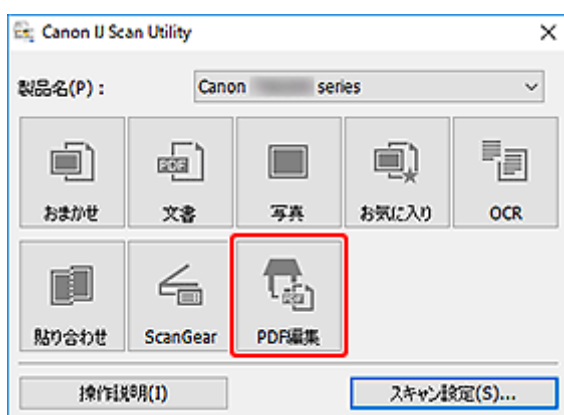 Canon IJ Scan Utility
製品名(P) : Canon series
おまかせ 文書 写真 お気に入り OCR
貼り合わせ ScanGear PDF編集
操作説明(I) スキャン設定(S)...